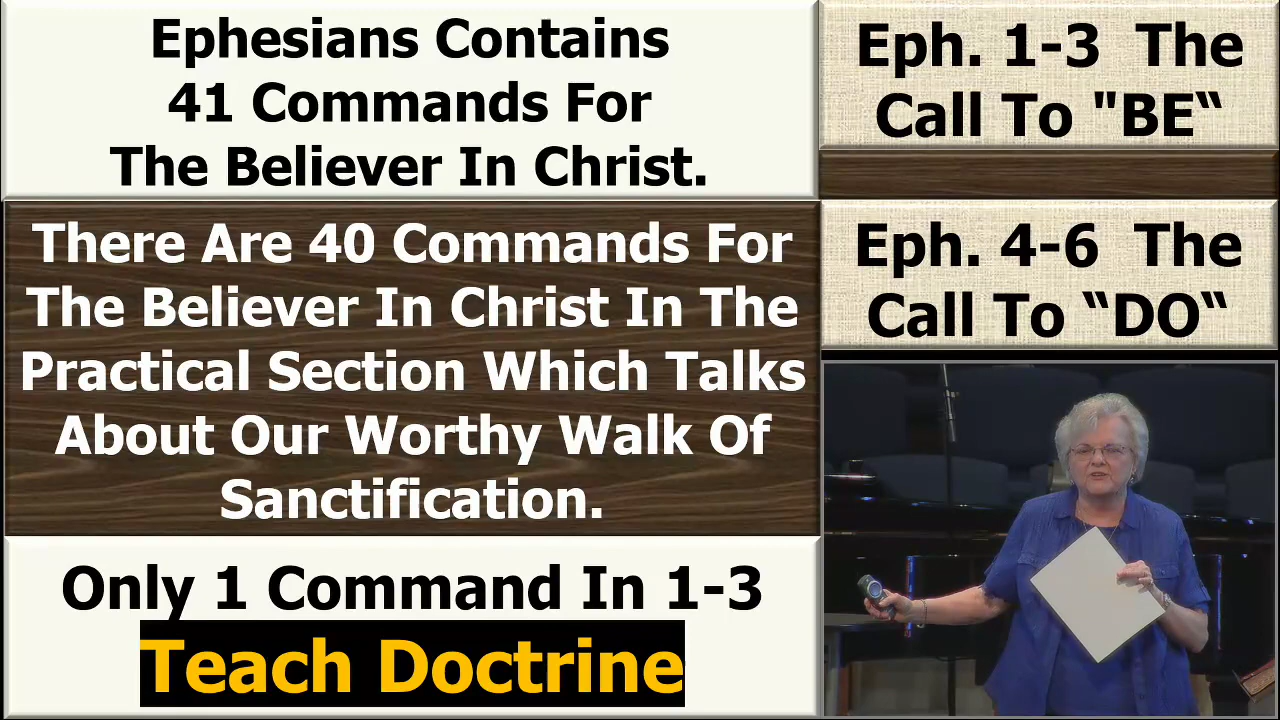 Ephesians Contains
41 Commands For
The Believer In Christ.
There Are 40 Commands For
The Believer In Christ In The
Practical Section Which Talks
About Our Worthy Walk Of
Sanctification.
Only 1 Command In 1-3
Teach Doctrine
Eph. 1-3 The
Call To "BE“
Eph. 4-6 The
Call To “DO“